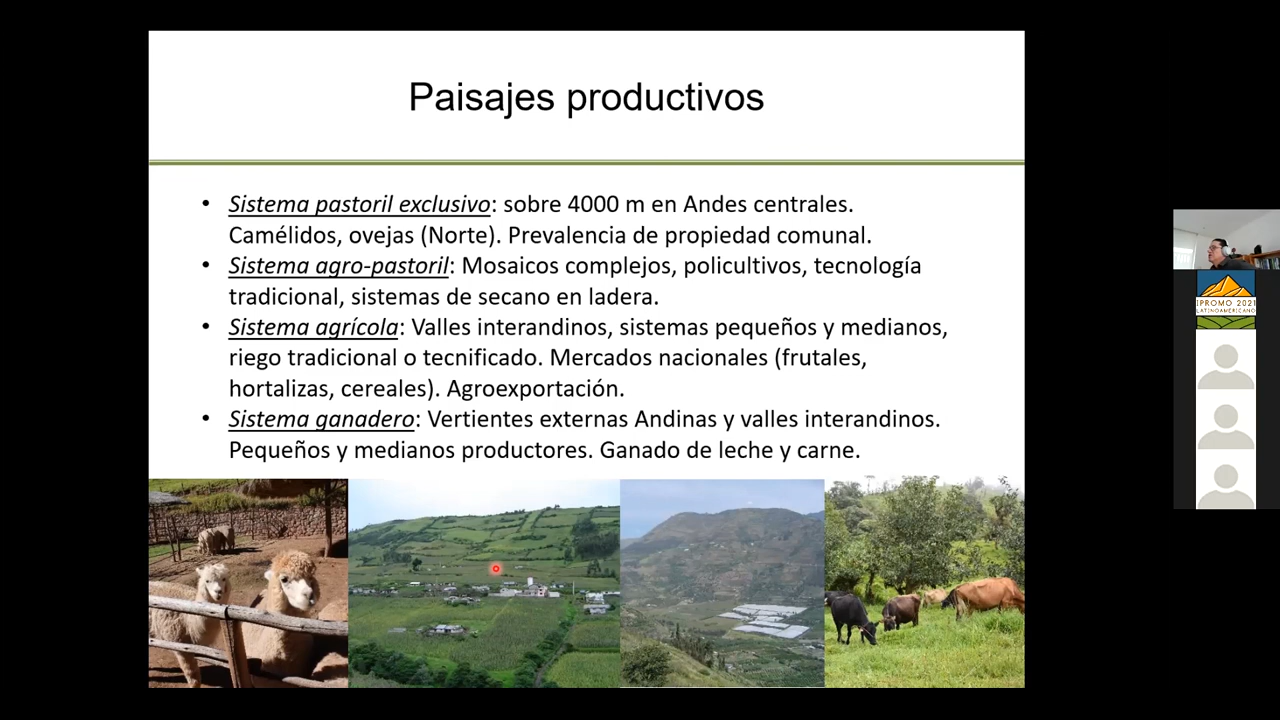 Paisajes productivos
• Sistema pastoril exclusivo: sobre 4000 m en Andes centrales.
Camélidos, ovejas (Norte). Prevalencia de propiedad comunal.
• Sistema agro-pastoril: Mosaicos complejos, policultivos, tecnología
tradicional, sistemas de secano en ladera.
• Sistema agrícola: Valles interandinos, sistemas pequeños y medianos,
riego tradicional o tecnificado. Mercados nacionales (frutales,
hortalizas, cereales). Agroexportación.
• Sistema ganadero: Vertientes externas Andinas y valles interandinos.
Pequeños y medianos productores. Ganado de leche y carne.
IPROMO 2021
LATINOAMERICANO